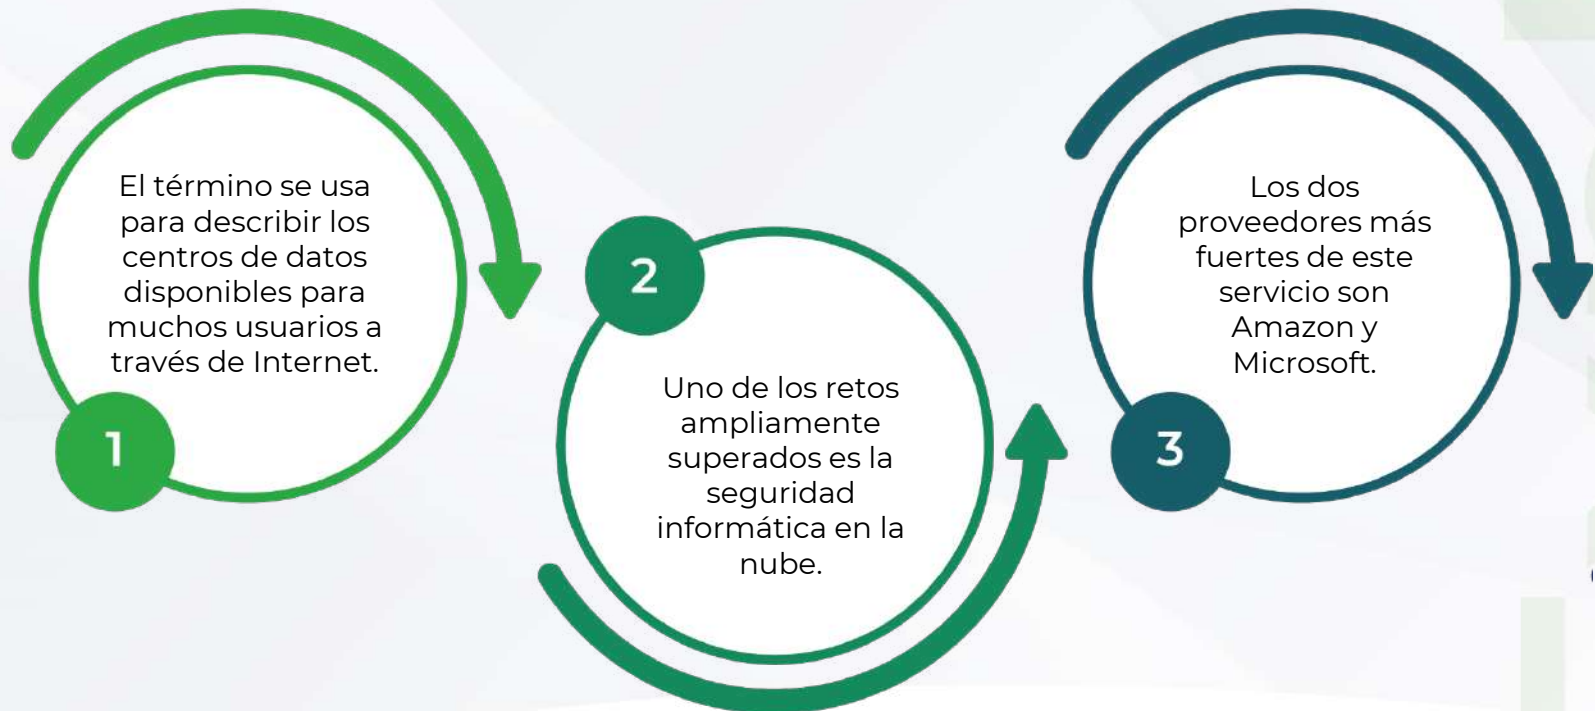 El término se usa
para describir los
centros de datos
disponibles para
muchos usuarios a
través de Internet.
1
2
Uno de los retos
ampliamente
superados es la
seguridad
informática en la
nube.
Los dos
proveedores más
fuertes de este
servicio son
Amazon y
Microsoft.
3